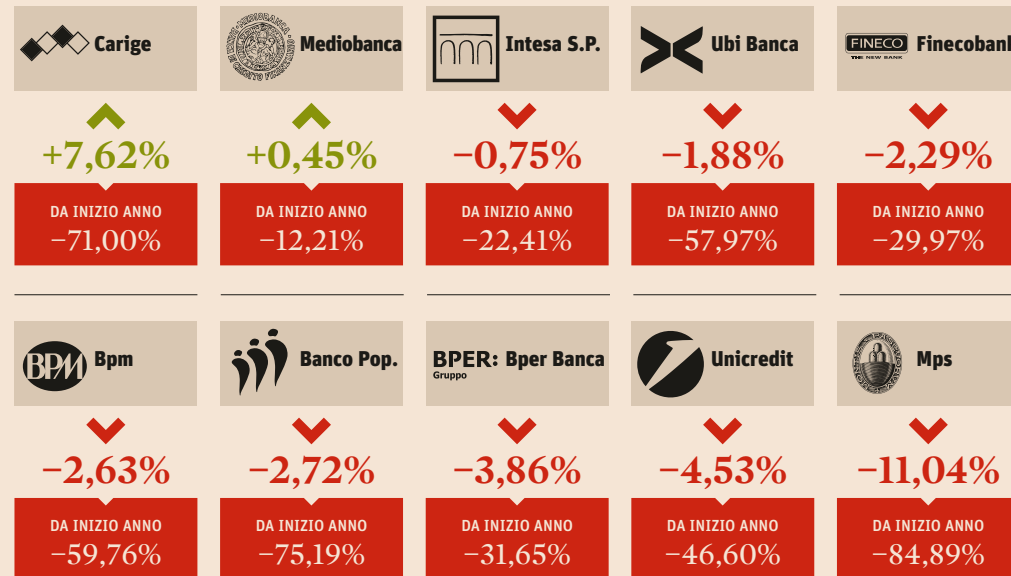 Carige
Mediobanca
Intesa S.P.
Ubi Banca
FINECO
THE NEW BANK
Finecobank
+7,62%
+0,45%
−0,75%
−1,88%
−2,29%
DA INIZIO ANNO
−71,00%
DA INIZIO ANNO
−12,21%
DA INIZIO ANNO
−22,41%
DA INIZIO ANNO
−57,97%
DA INIZIO ANNO
−29,97%
BPM
Bpm
Banco Pop.
BPER:
Gruppo
Bper Banca
Unicredit
Mps
−2,63%
−2,72%
−3,86%
−4,53%
−11,04%
DA INIZIO ANNO
−59,76%
DA INIZIO ANNO
−75,19%
DA INIZIO ANNO
−31,65%
DA INIZIO ANNO
−46,60%
DA INIZIO ANNO
−84,89%